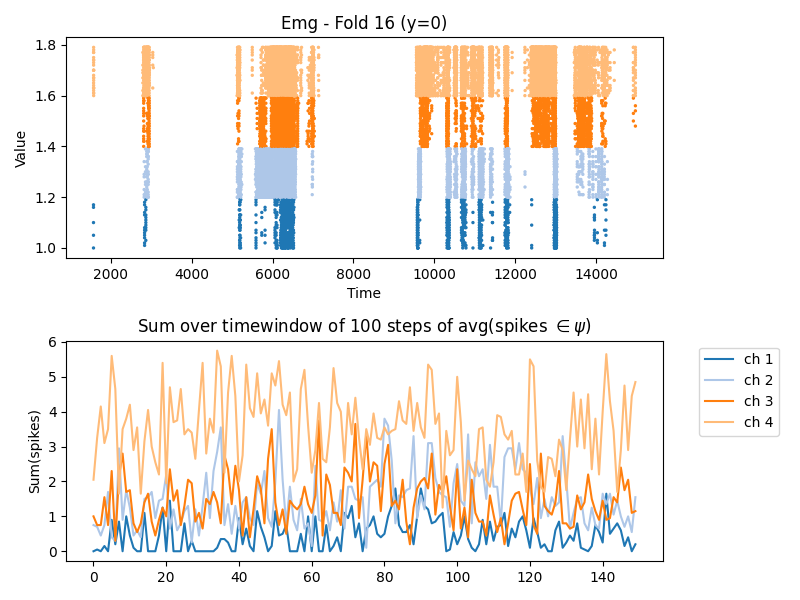 Emg - Fold 16 (y=0)
1.8
1.6
1.4
1.2
1.0
Value
2000 4000 6000 8000 10000 12000 14000
Time
Sum over timewindow of 100 steps of avg(spikes ∈ ψ)
6
5
4
3
2
1
0
Sum(spikes)
0 20 40 60 80 100 120 140
ch 1
ch 2
ch 3
ch 4